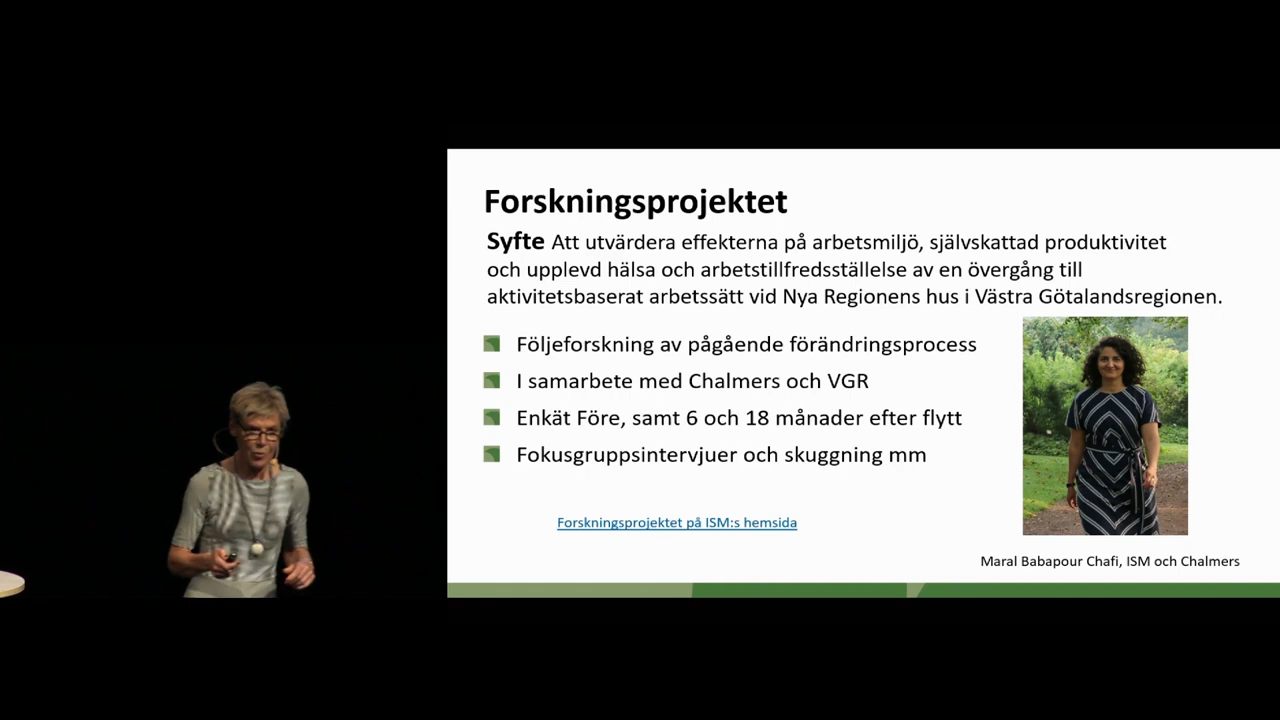 Forskningsprojektet
Syfte Att utvärdera effekterna på arbetsmiljö, självskattad produktivitet
och upplevd hälsa och arbetstillfredsställelse av en övergång till
aktivitetsbaserat arbetssätt vid Nya Regionens hus i Västra Götalandsregionen.
Följeforskning av pågående förändringsprocess
I samarbete med Chalmers och VGR
Enkät Före, samt 6 och 18 månader efter flytt
Fokusgruppsintervjuer och skuggning mm
Forskningsprojektet på ISM:s hemsida
Maral Babapour Chafi, ISM och Chalmers